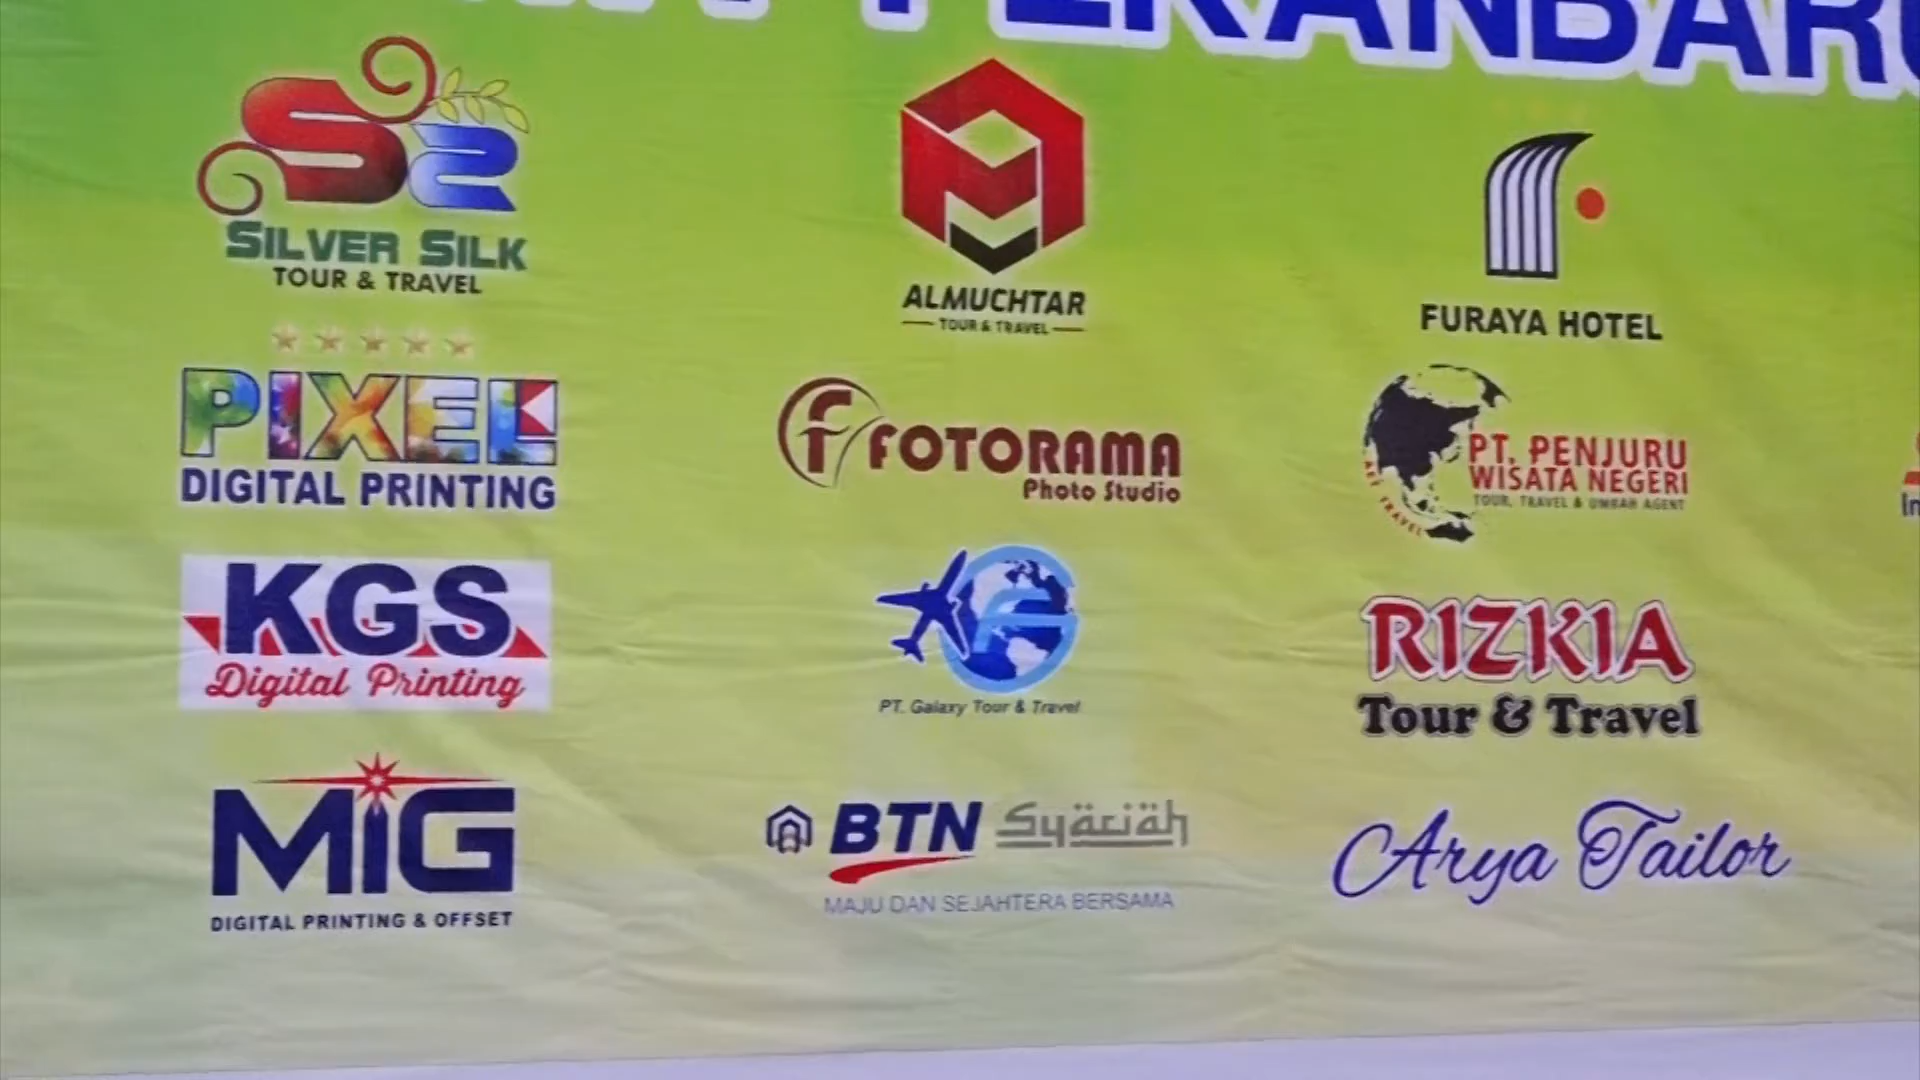 PEKANBARU
S2
SILVER SILK
TOUR & TRAVEL
ALMUCHTAR
TOUR & TRAVEL
FURAYA HOTEL
PIXEL
DIGITAL PRINTING
FOTORAMA
Photo Studio
PT. PENJURU
WISATA NEGERI
TOUR, TRAVEL & UMRAH AGENT
KGS
Digital Printing
PT. Galaxy Tour & Travel
RIZKIA
Tour & Travel
MIG
DIGITAL PRINTING & OFFSET
BTN Syariah
MAJU DAN SEJAHTERA BERSAMA
Arya Tailor